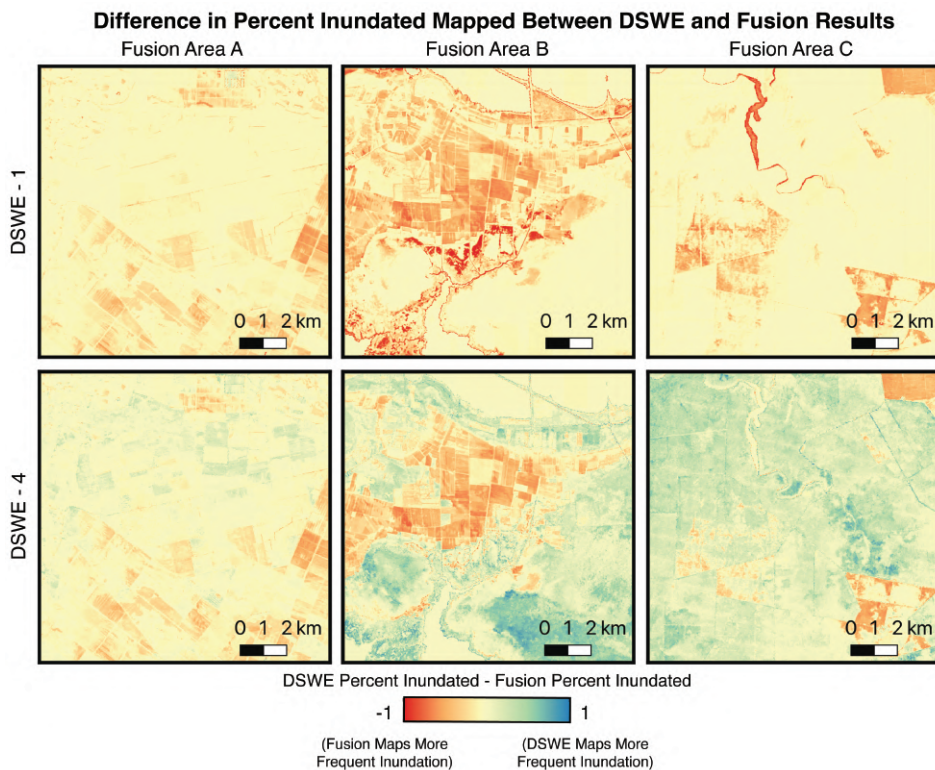 Difference in Percent Inundated Mapped Between DSWE and Fusion Results
Fusion Area A
Fusion Area B
Fusion Area C
DSWE - 1
0 1 2 km
0 1 2 km
0 1 2 km
DSWE - 4
0 1 2 km
0 1 2 km
0 1 2 km
DSWE Percent Inundated - Fusion Percent Inundated
-1
1
(Fusion Maps More
Frequent Inundation)
(DSWE Maps More
Frequent Inundation)